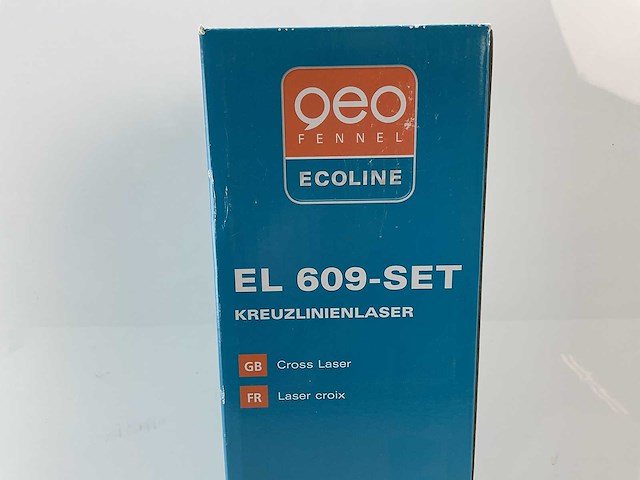 geo
FENNEL
ECOLINE
EL 609-SET
KREUZLINIENLASER
GB Cross Laser
FR Laser croix